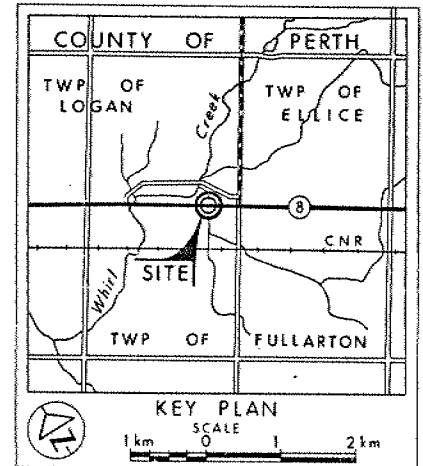 COUNTY OF PERTH
TWP OF
LOGAN
Creek
TWP OF
ELLICE
8
CNR
SITE
Whirl
TWP OF FULLARTON
KEY PLAN
SCALE
1 km 0 1 2 km
N